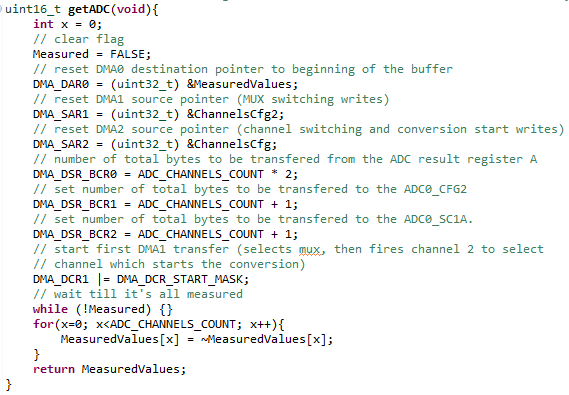 uint16_t getADC(void){
int x = 0;
// clear flag
Measured = FALSE;
// reset DMA0 destination pointer to beginning of the buffer
DMA_DAR0 = (uint32_t) &MeasuredValues;
// reset DMA1 source pointer (MUX switching writes)
DMA_SAR1 = (uint32_t) &ChannelsCfg2;
// reset DMA2 source pointer (channel switching and conversion start writes)
DMA_SAR2 = (uint32_t) &ChannelsCfg;
// number of total bytes to be transfered from the ADC result register A
DMA_DSR_BCR0 = ADC_CHANNELS_COUNT * 2;
// set number of total bytes to be transfered to the ADC0_CFG2
DMA_DSR_BCR1 = ADC_CHANNELS_COUNT + 1;
// set number of total bytes to be transfered to the ADC0_SC1A.
DMA_DSR_BCR2 = ADC_CHANNELS_COUNT + 1;
// start first DMA1 transfer (selects mux, then fires channel 2 to select
// channel which starts the conversion)
DMA_DCR1 |= DMA_DCR_START_MASK;
// wait till it's all measured
while (!Measured) {}
for(x=0; x<ADC_CHANNELS_COUNT; x++){
MeasuredValues[x] = ~MeasuredValues[x];
}
return MeasuredValues;
}